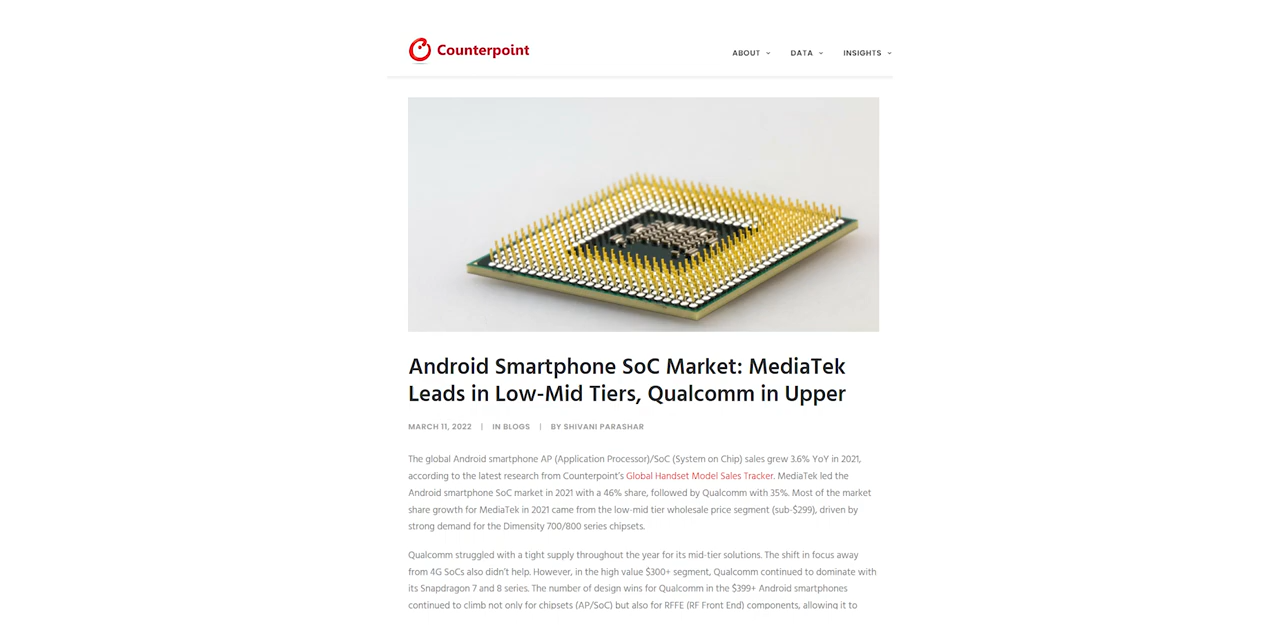 Counterpoint
ABOUT DATA INSIGHTS
Android Smartphone SoC Market: MediaTek
Leads in Low-Mid Tiers, Qualcomm in Upper
MARCH 11, 2022 | IN BLOGS | BY SHIVANI PARASHAR
The global Android smartphone AP (Application Processor)/SoC (System on Chip) sales grew 3.6% YoY in 2021,
according to the latest research from Counterpoint's Global Handset Model Sales Tracker. MediaTek led the
Android smartphone SoC market in 2021 with a 46% share, followed by Qualcomm with 35%. Most of the market
share growth for MediaTek in 2021 came from the low-mid tier wholesale price segment (sub-$299), driven by
strong demand for the Dimensity 700/800 series chipsets.
Qualcomm struggled with a tight supply throughout the year for its mid-tier solutions. The shift in focus away
from 4G SoCs also didn't help. However, in the high value $300+ segment, Qualcomm continued to dominate with
its Snapdragon 7 and 8 series. The number of design wins for Qualcomm in the $399+ Android smartphones
continued to climb not only for chipsets (AP/SoC) but also for RFFE (RF Front End) components, allowing it to